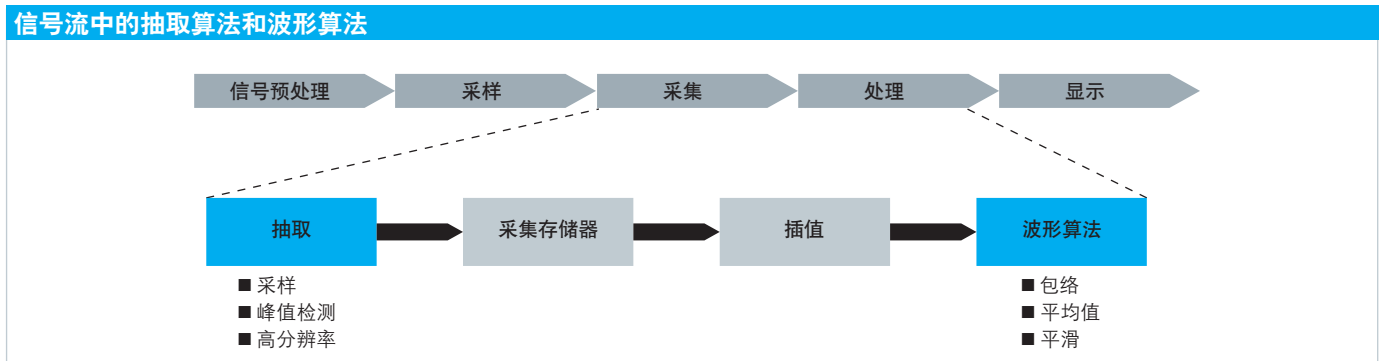 信号流中的抽取算法和波形算法
信号预处理
采样
采集
处理
显示
抽取
采集存储器
插值
波形算法
■ 采样
■ 峰值检测
■ 高分辨率
■ 包络
■ 平均值
■ 平滑